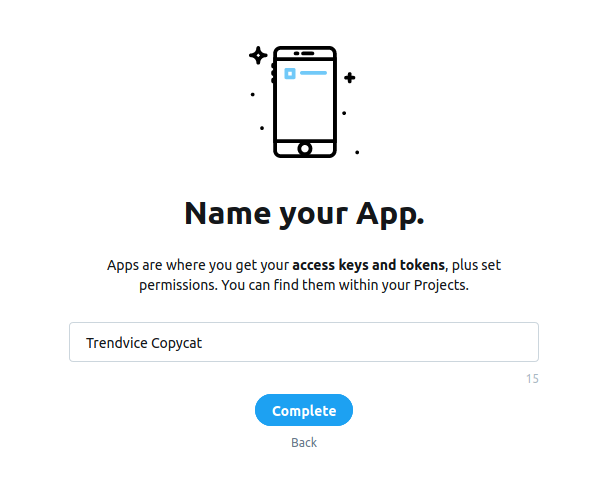 Name your App.
Apps are where you get your access keys and tokens, plus set
permissions. You can find them within your Projects.
Trendvice Copycat
15
Complete
Back